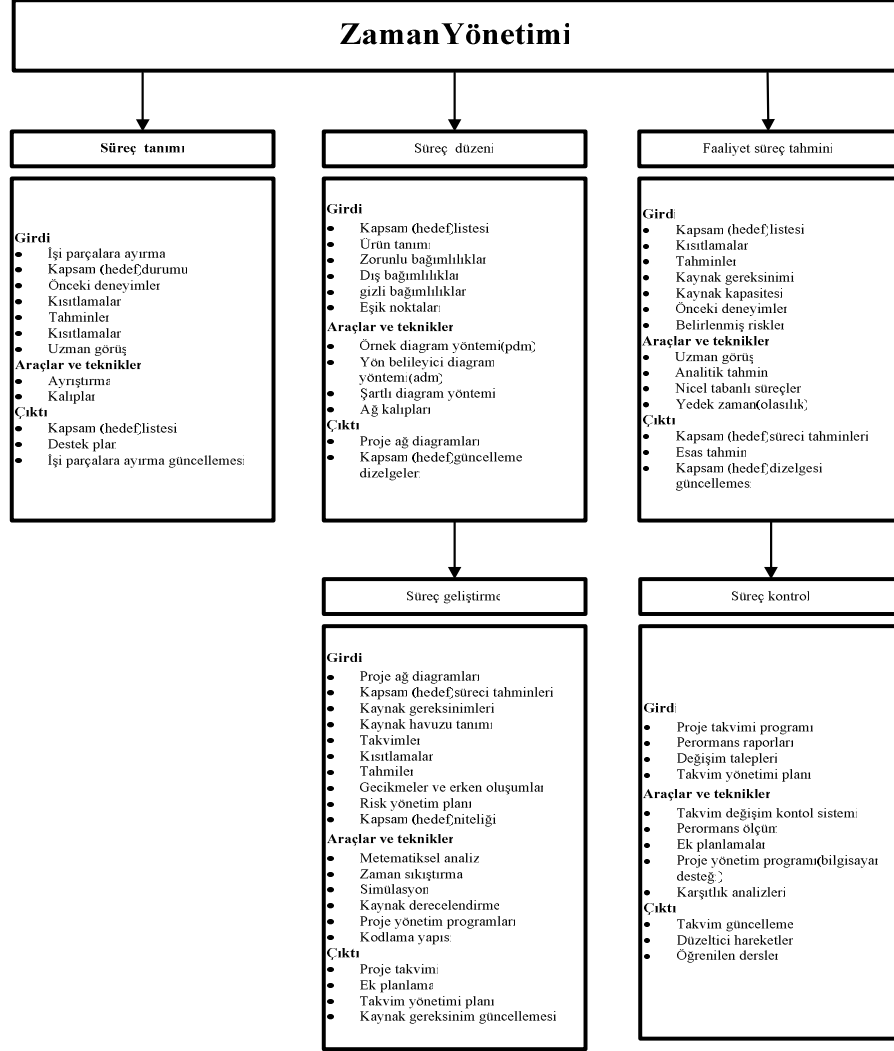 ZamanYönetimi
Süreç tanımı
Girdi
• İşi parçalara ayırma
• Kapsam (hedef)durumu
• Önceki deneyimler
• Kısıtlamalar
• Tahminler
• Kısıtlamalar
• Uzman görüş
Araçlar ve teknikler
• Ayrıştırma
• Kalıplar
Çıktı
• Kapsam (hedef)listesi
• Destek plan
• İşi parçalara ayırma güncellemesi
Süreç düzeni
Girdi
• Kapsam (hedef)listesi
• Ürün tanımı
• Zorunlu bağımlılıklar
• Dış bağımlılıklar
• gizli bağımlılıklar
• Eşik noktaları
Araçlar ve teknikler
• Örnek diagram yöntemi(pdm)
• Yön belileyici diagram
yöntemi(adm)
• Şartlı diagram yöntemi
• Ağ kalıpları
Çıktı
• Proje ağ diagramları
• Kapsam (hedef)güncelleme
dizelgeleri
Faaliyet süreç tahmini
Girdi
• Kapsam (hedef)listesi
• Kısıtlamalar
• Tahminler
• Kaynak gereksinimi
• Kaynak kapasitesi
• Önceki deneyimler
• Belirlenmiş riskler
Araçlar ve teknikler
• Uzman görüş
• Analitik tahmin
• Nicel tabanlı süreçler
• Yedek zaman(olasılık)
Çıktı
• Kapsam (hedef)süreci tahminleri
• Esas tahmin
• Kapsam (hedef)dizelgesi
güncellemesi
Süreç geliştirme
Girdi
• Proje ağ diagramları
• Kapsam (hedef)süreci tahminleri
• Kaynak gereksinimleri
• Kaynak havuzu tanımı
• Takvimler
• Kısıtlamalar
• Tahmiler
• Gecikmeler ve erken oluşumlar
• Risk yönetim planı
• Kapsam (hedef)niteliği
Araçlar ve teknikler
• Metematiksel analiz
• Zaman sıkıştırma
• Simülasyon
• Kaynak derecelendirme
• Proje yönetim programları
• Kodlama yapısı
Çıktı
• Proje takvimi
• Ek planlama
• Takvim yönetimi planı
• Kaynak gereksinim güncellemesi
Süreç kontrol
Girdi
• Proje takvimi programı
• Perormans raporları
• Değişim talepleri
• Takvim yönetimi planı
Araçlar ve teknikler
• Takvim değişim kontol sistemi
• Perormans ölçüm
• Ek planlamalar
• Proje yönetim programı(bilgisayar
desteği)
• Karşıtlık analizleri
Çıktı
• Takvim güncelleme
• Düzeltici hareketler
• Öğrenilen dersler